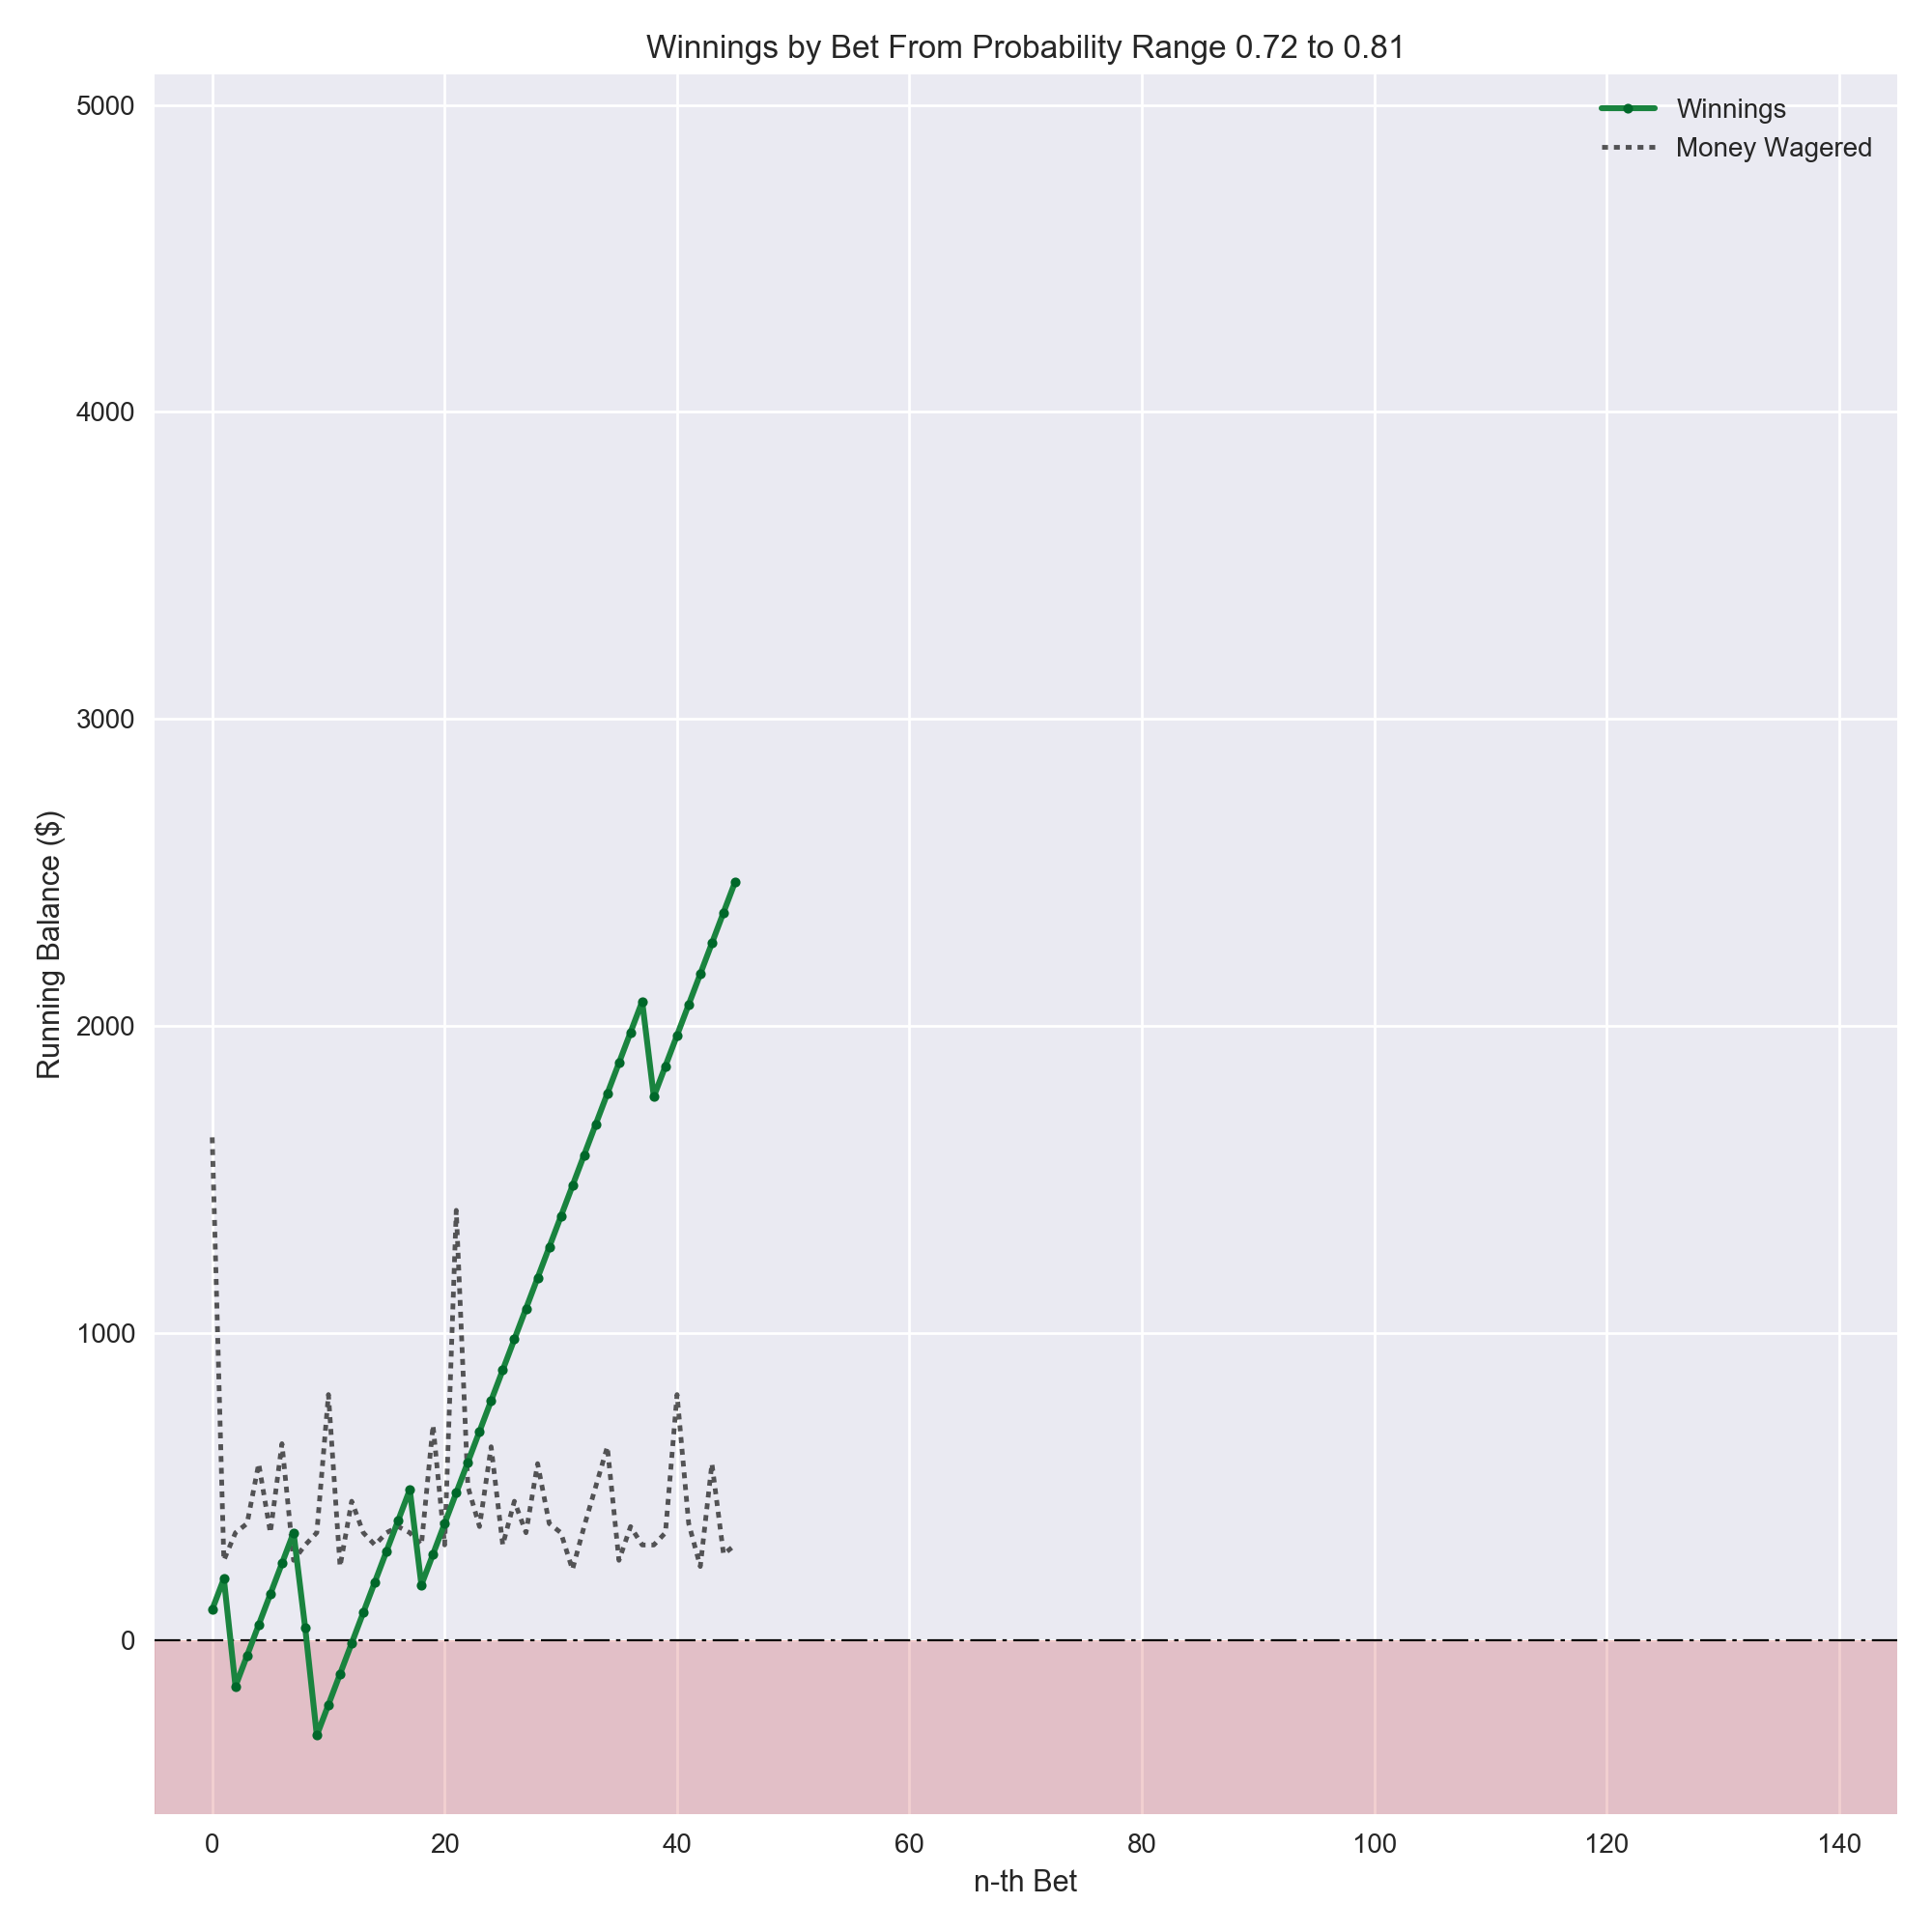 Winnings by Bet From Probability Range 0.72 to 0.81
Winnings
Money Wagered
5000
4000
3000
2000
1000
0
Running Balance ($)
0 20 40 60 80 100 120 140
n-th Bet